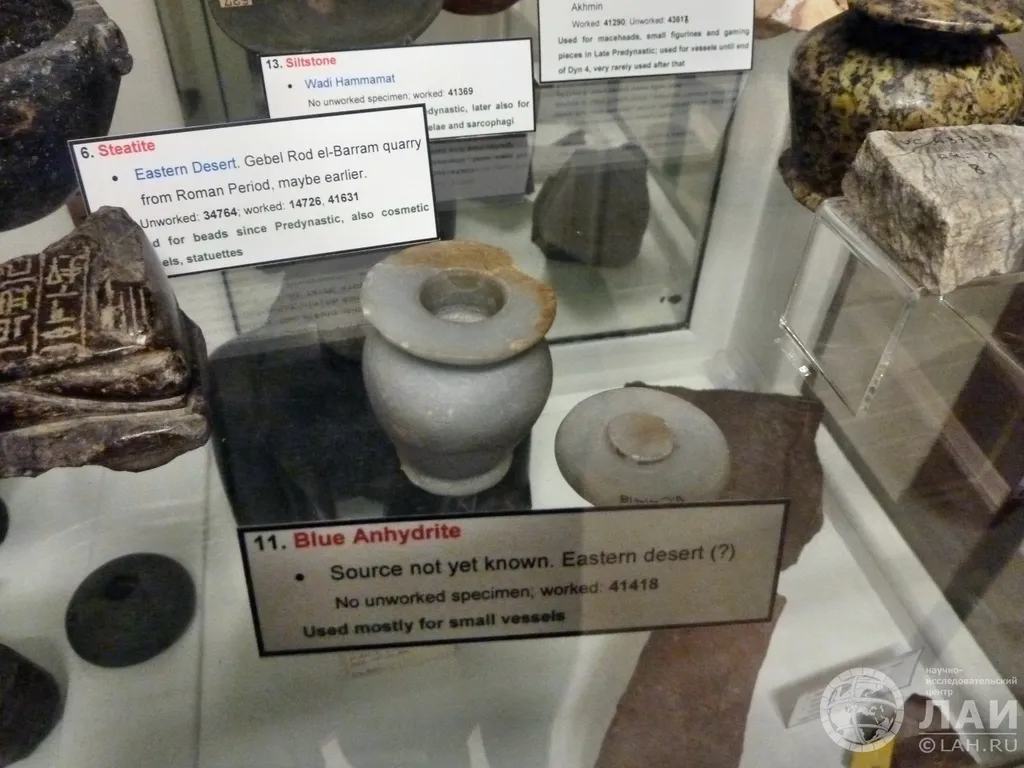 Akhmin
Worked: 41290; Unworked: 43617
Used for maceheads, small figurines and gaming
pieces in Late Predynastic; used for vessels until end
of Dyn 4, very rarely used after that
13. Siltstone
• Wadi Hammamat
No unworked specimen; worked: 41369
dynastic, later also for
elae and sarcophagi
6. Steatite
• Eastern Desert. Gebel Rod el-Barram quarry
from Roman Period, maybe earlier.
Unworked: 34764; worked: 14726, 41631
d for beads since Predynastic, also cosmetic
els, statuettes
11. Blue Anhydrite
• Source not yet known. Eastern desert (?)
No unworked specimen; worked: 41418
Used mostly for small vessels
научно-
исследовательский
центр
ЛАИ
©LAH.RU